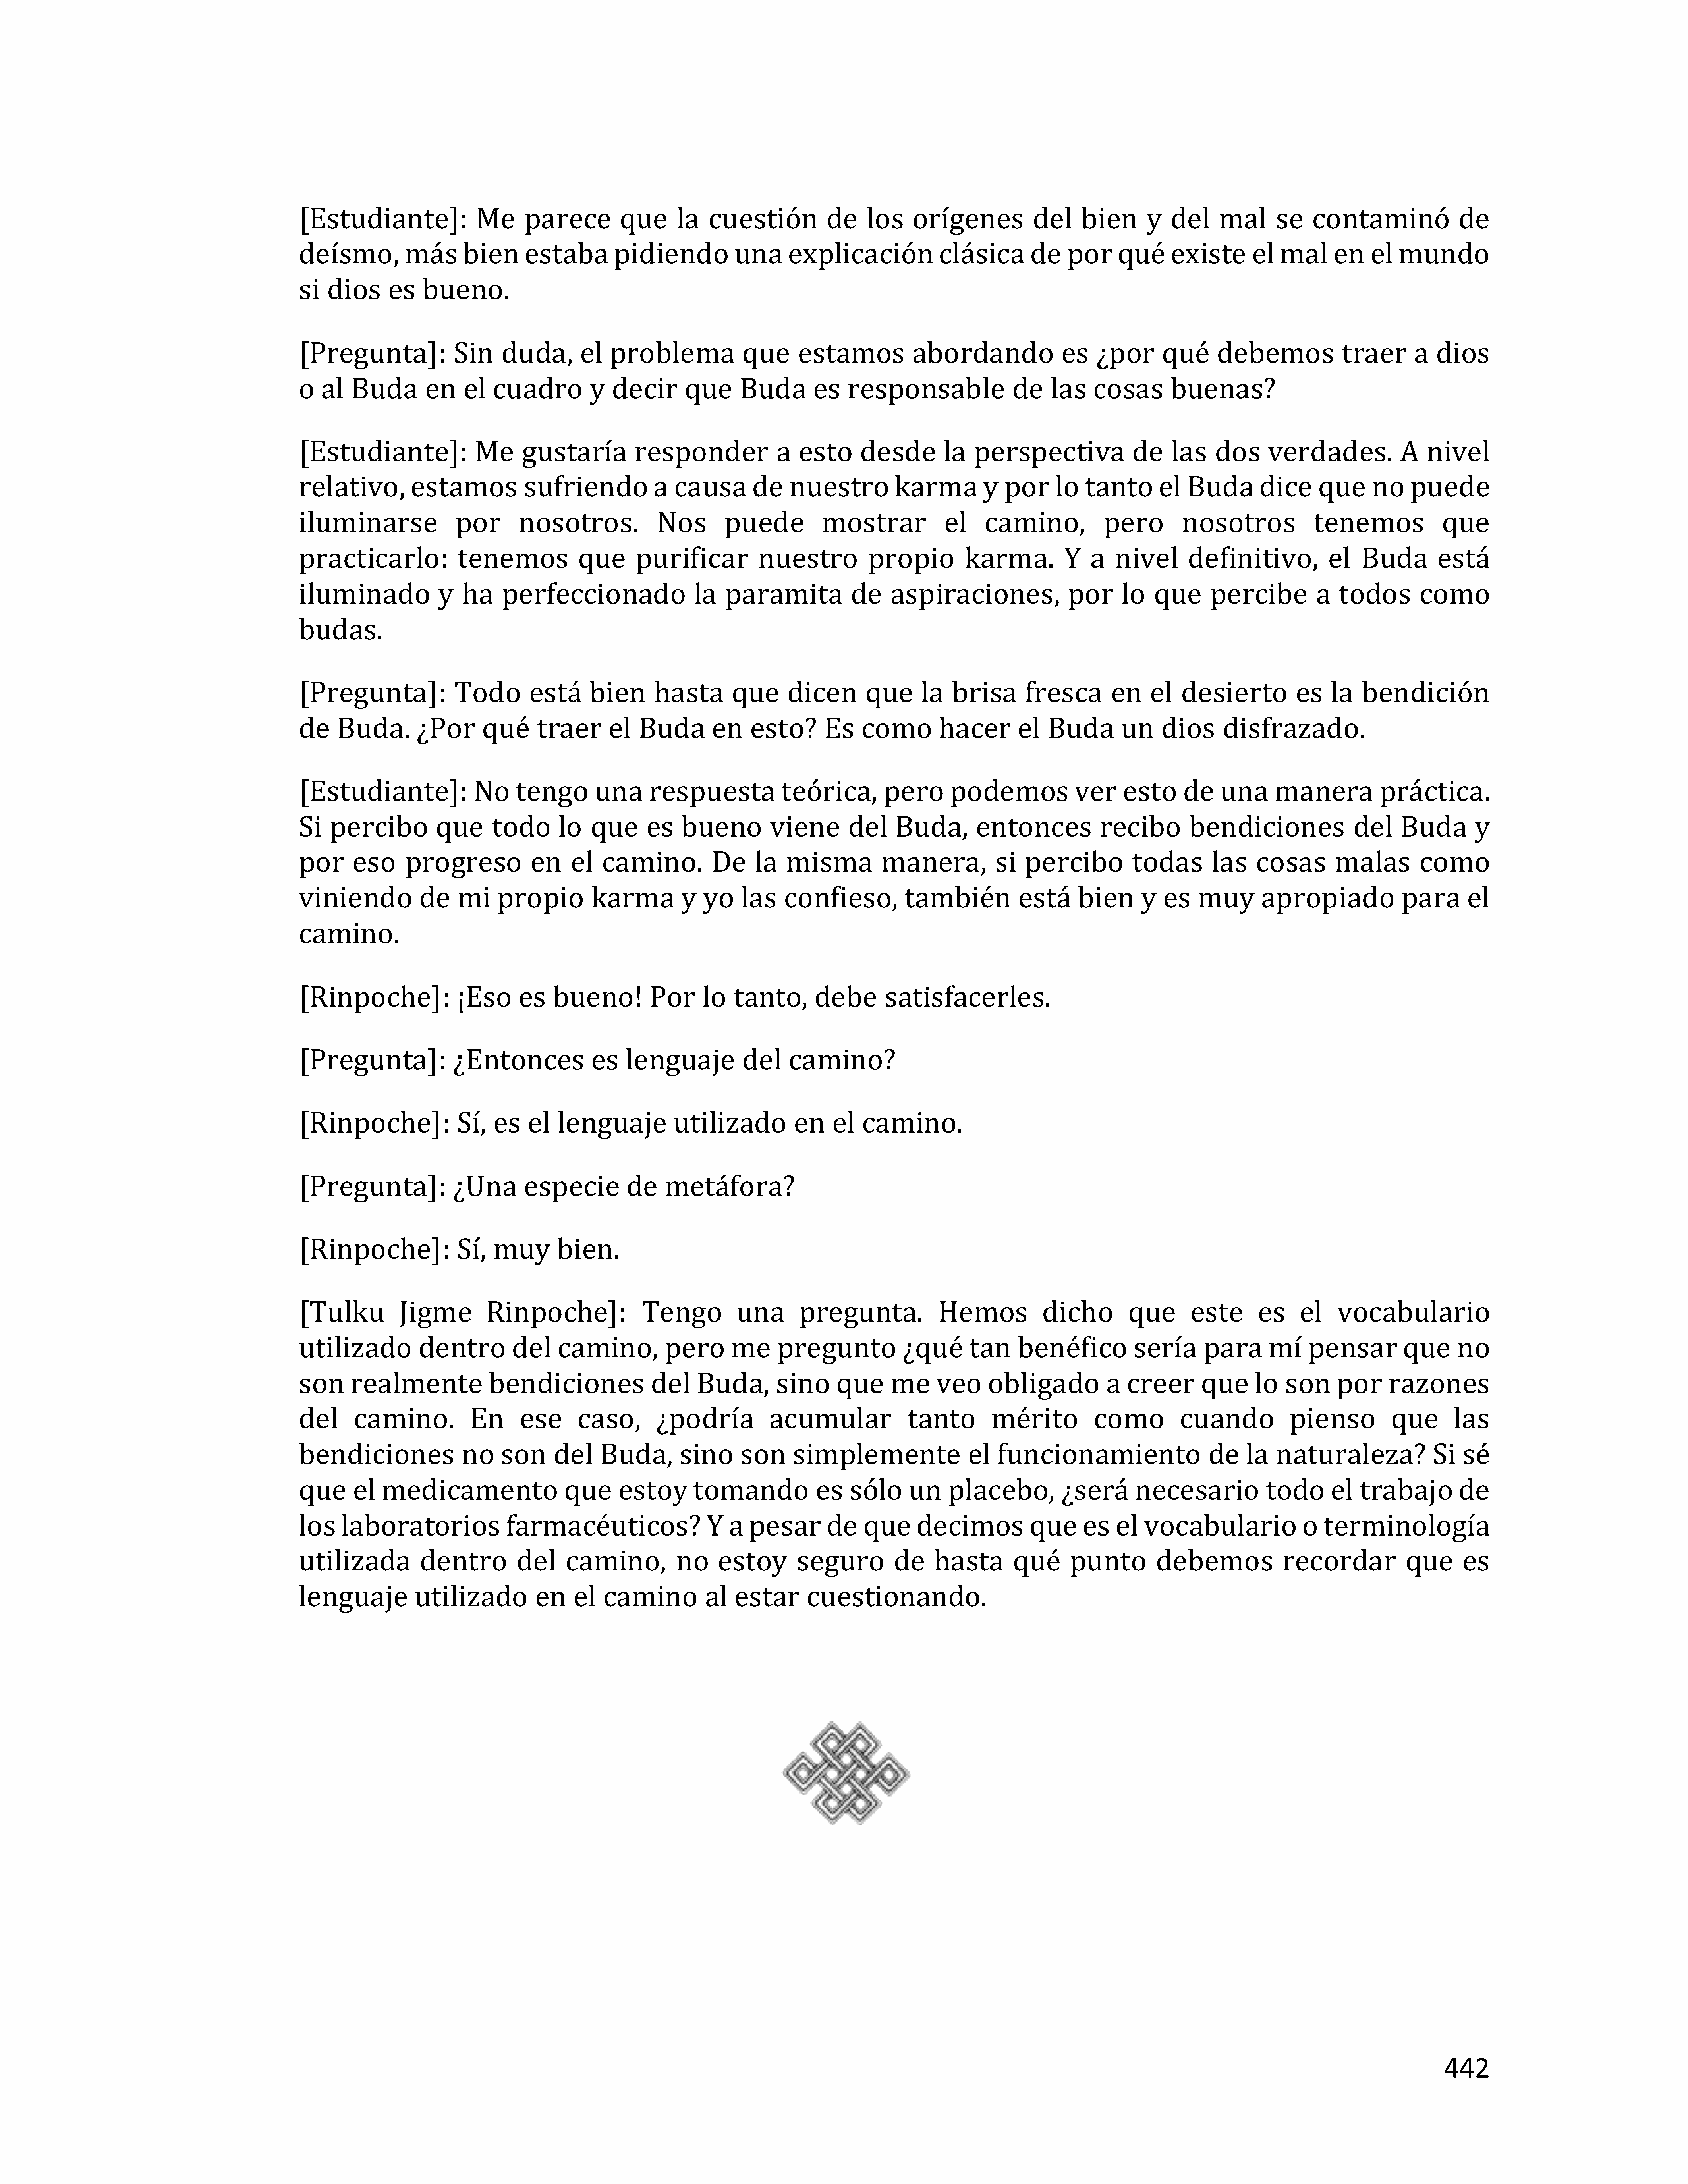 [Estudiante]: Me parece que la cuestión de los orígenes del bien y del mal se contaminó de
deísmo, más bien estaba pidiendo una explicación clásica de por qué existe el mal en el mundo
si dios es bueno.
[Pregunta]: Sin duda, el problema que estamos abordando es ¿por qué debemos traer a dios
o al Buda en el cuadro y decir que Buda es responsable de las cosas buenas?
[Estudiante]: Me gustaría responder a esto desde la perspectiva de las dos verdades. A nivel
relativo, estamos sufriendo a causa de nuestro karma y por lo tanto el Buda dice que no puede
iluminarse por nosotros. Nos puede mostrar el camino, pero nosotros tenemos que
practicarlo: tenemos que purificar nuestro propio karma. Y a nivel definitivo, el Buda está
iluminado y ha perfeccionado la paramita de aspiraciones, por lo que percibe a todos como
budas.
[Pregunta]: Todo está bien hasta que dicen que la brisa fresca en el desierto es la bendición
de Buda. ¿Por qué traer el Buda en esto? Es como hacer el Buda un dios disfrazado.
[Estudiante]: No tengo una respuesta teórica, pero podemos ver esto de una manera práctica.
Si percibo que todo lo que es bueno viene del Buda, entonces recibo bendiciones del Buda y
por eso progreso en el camino. De la misma manera, si percibo todas las cosas malas como
viniendo de mi propio karma y yo las confieso, también está bien y es muy apropiado para el
camino.
[Rinpoche]: ¡Eso es bueno! Por lo tanto, debe satisfacerles.
[Pregunta]: ¿Entonces es lenguaje del camino?
[Rinpoche]: Sí, es el lenguaje utilizado en el camino.
[Pregunta]: ¿Una especie de metáfora?
[Rinpoche]: Sí, muy bien.
[Tulku Jigme Rinpoche]: Tengo una pregunta. Hemos dicho que este es el vocabulario
utilizado dentro del camino, pero me pregunto ¿qué tan benéfico sería para mí pensar que no
son realmente bendiciones del Buda, sino que me veo obligado a creer que lo son por razones
del camino. En ese caso, ¿podría acumular tanto mérito como cuando pienso que las
bendiciones no son del Buda, sino son simplemente el funcionamiento de la naturaleza? Si sé
que el medicamento que estoy tomando es sólo un placebo, ¿será necesario todo el trabajo de
los laboratorios farmacéuticos? Y a pesar de que decimos que es el vocabulario o terminología
utilizada dentro del camino, no estoy seguro de hasta qué punto debemos recordar que es
lenguaje utilizado en el camino al estar cuestionando.
442